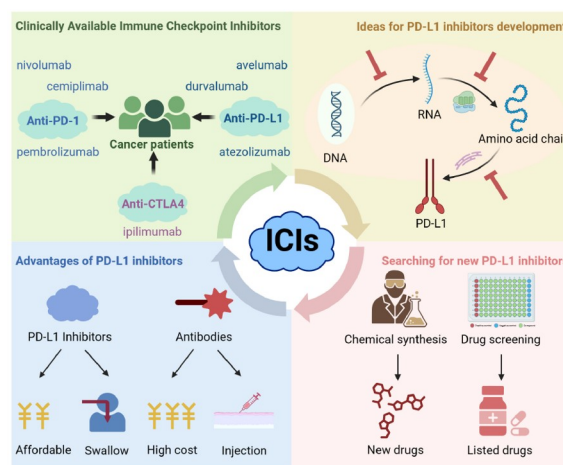 Clinically Available Immune Checkpoint Inhibitors
nivolumab
cemiplimab
Anti-PD-1
pembrolizumab
avelumab
durvalumab
Anti-PD-L1
atezolizumab
Cancer patients
Anti-CTLA4
ipilimumab
Ideas for PD-L1 inhibitors development
DNA
RNA
Amino acid chain
PD-L1
ICIs
Advantages of PD-L1 inhibitors
PD-L1 Inhibitors
Antibodies
Affordable
Swallow
High cost
Injection
Searching for new PD-L1 inhibitors
Chemical synthesis
Drug screening
New drugs
Listed drugs